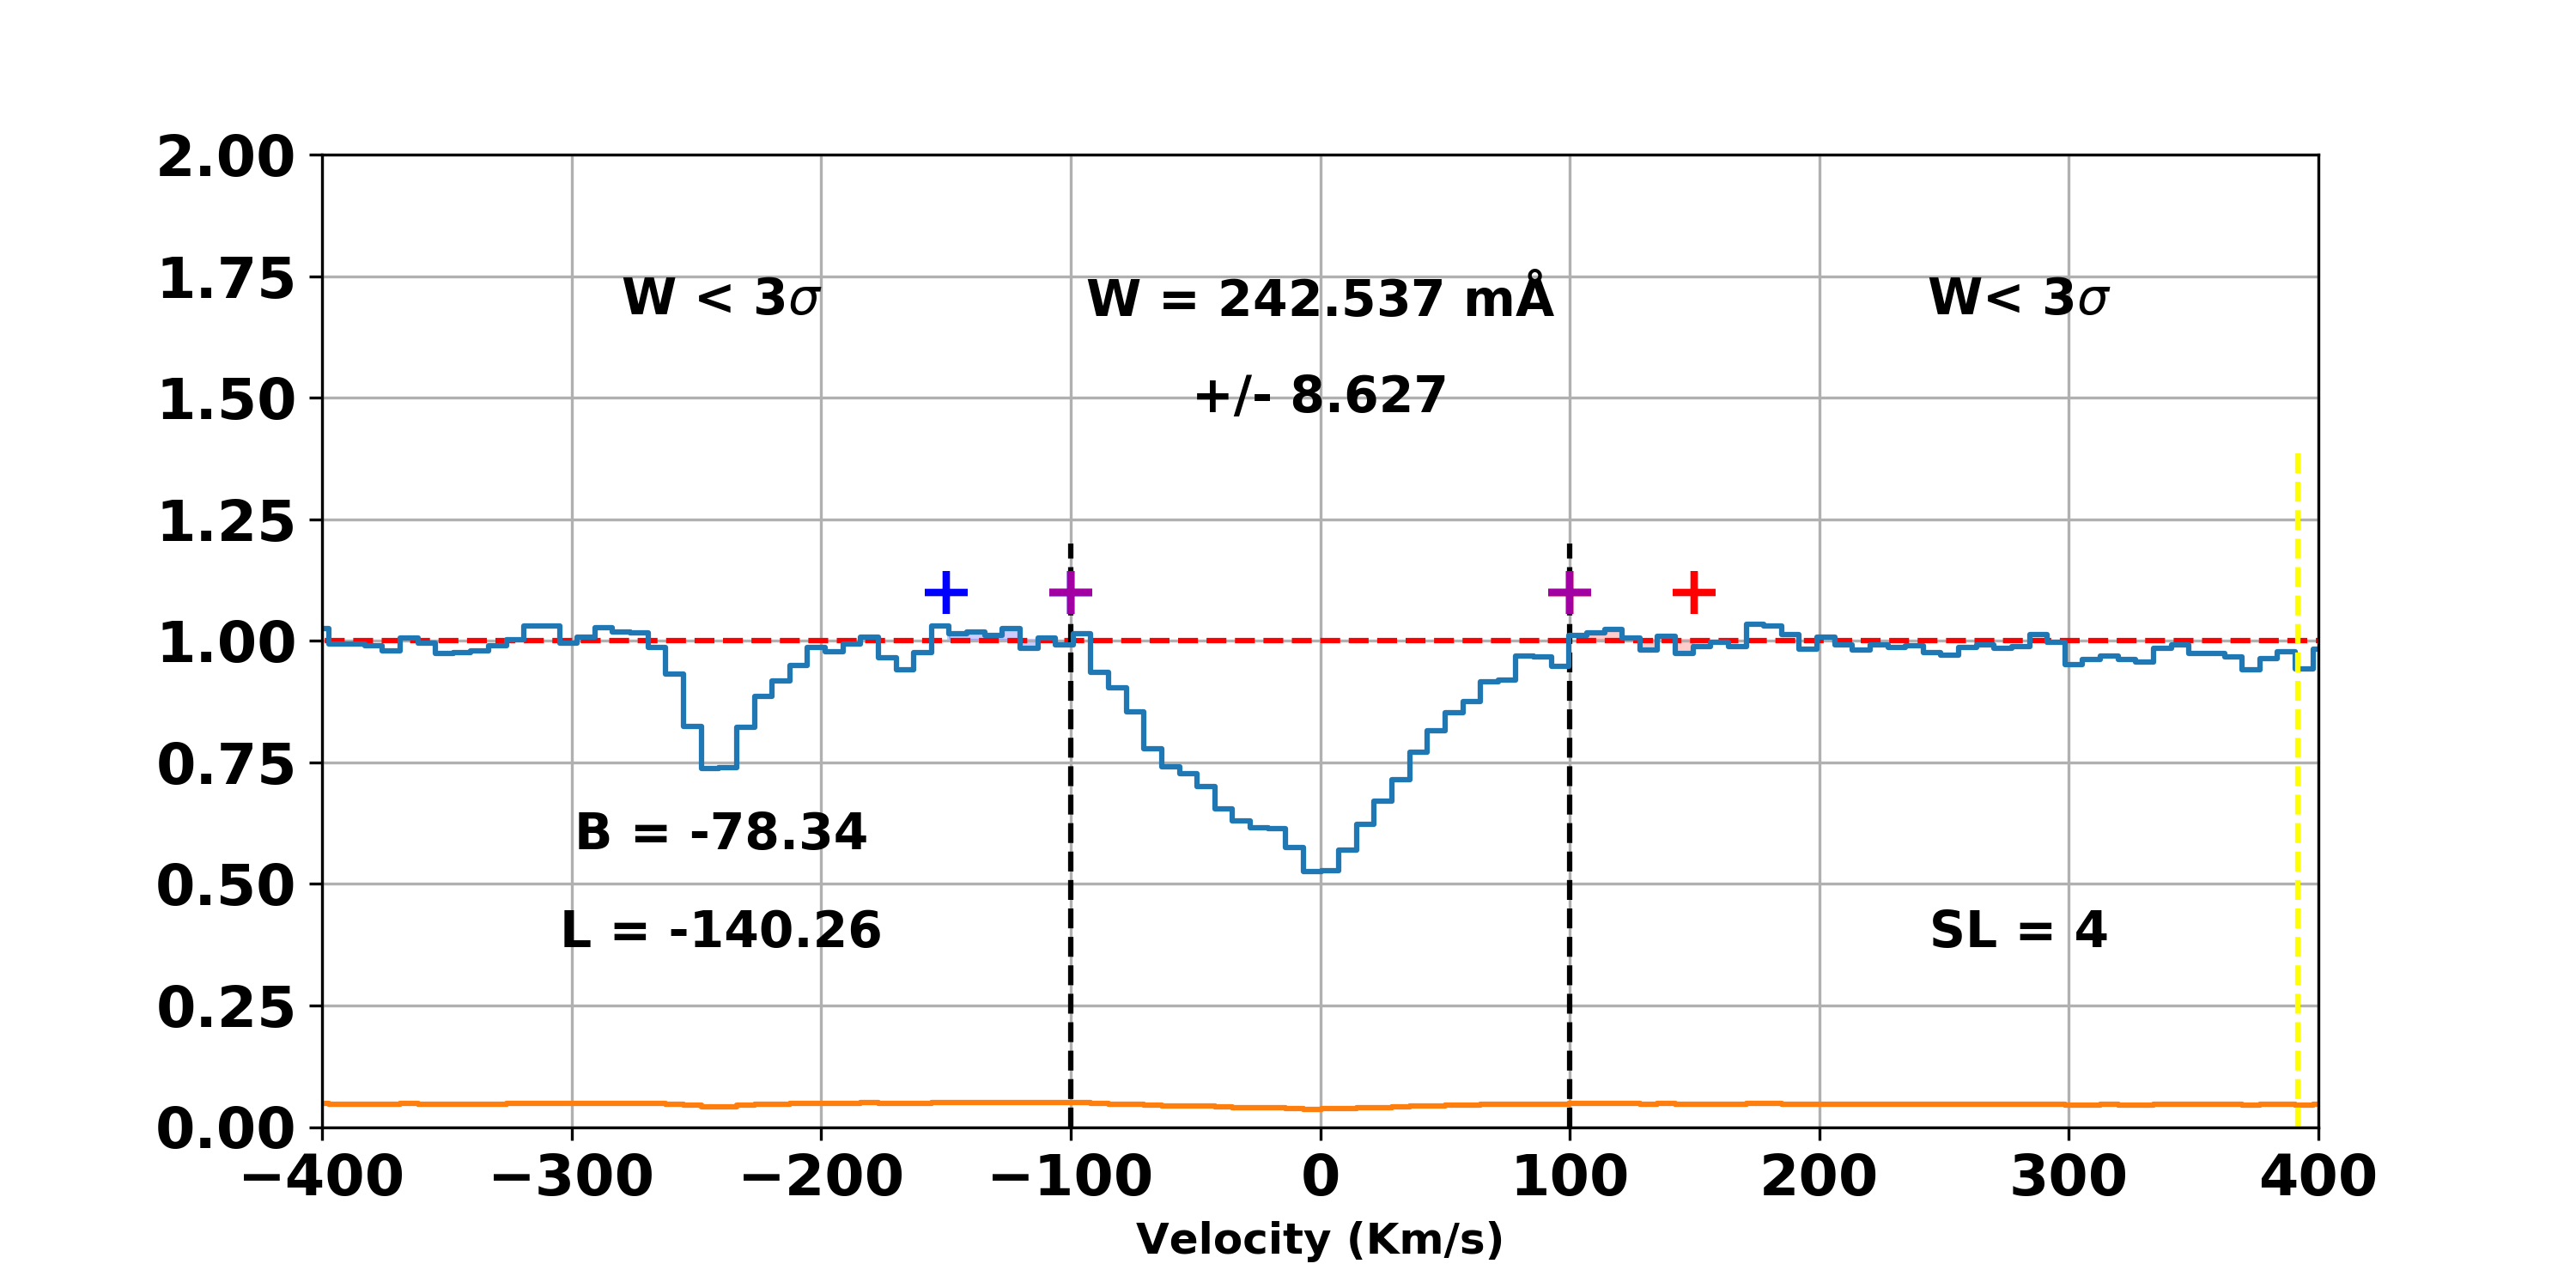 2.00
1.75
W < 3σ
W = 242.537 mÅ
W< 3σ
1.50
+/- 8.627
1.25
1.00
0.75
B = -78.34
0.50
L = -140.26
SL = 4
0.25
0.00
−400 −300 −200 −100 0 100 200 300 400
Velocity (Km/s)